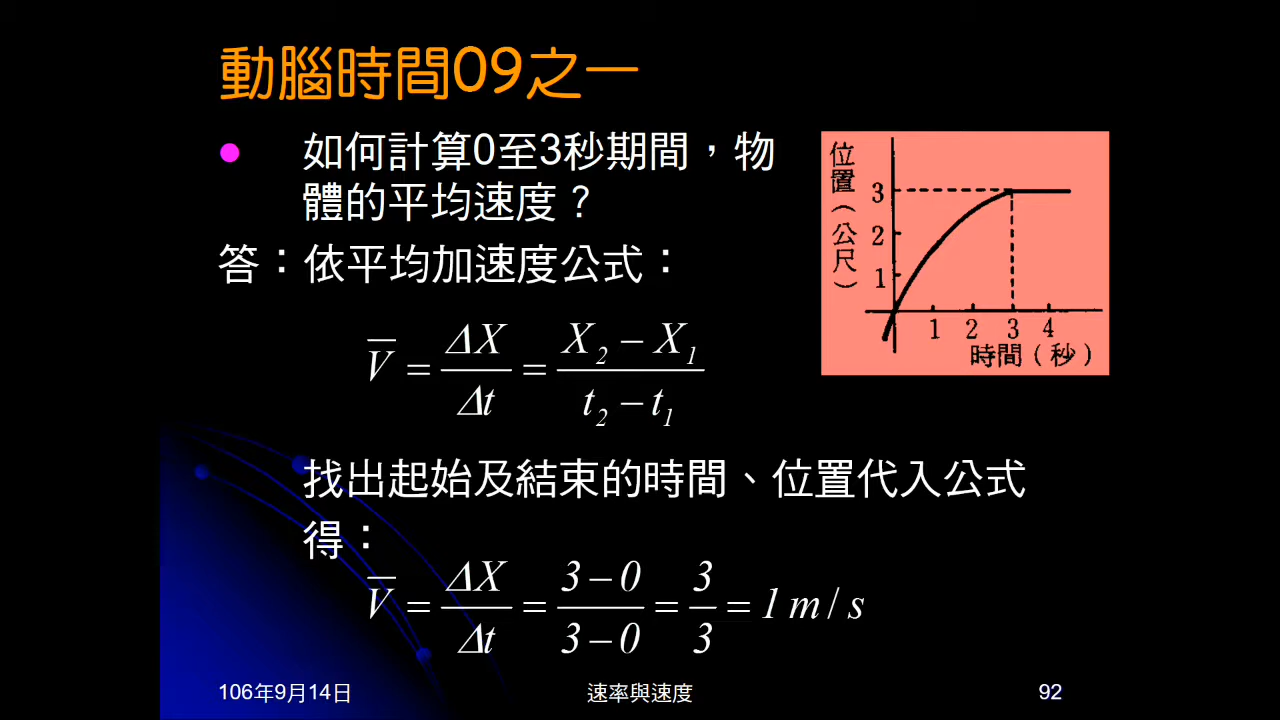 動腦時間09之一
● 如何計算0至3秒期間，物
體的平均速度？
答：依平均加速度公式：
V̅ = ΔX/Δt = (X₂ − X₁)/(t₂ − t₁)
找出起始及結束的時間、位置代入公式
得：
V̅ = ΔX/Δt = (3 − 0)/(3 − 0) = 3/3 = 1 m/s
位置(公尺)
3
2
1
1 2 3 4
時間(秒)
106年9月14日
速率與速度
92